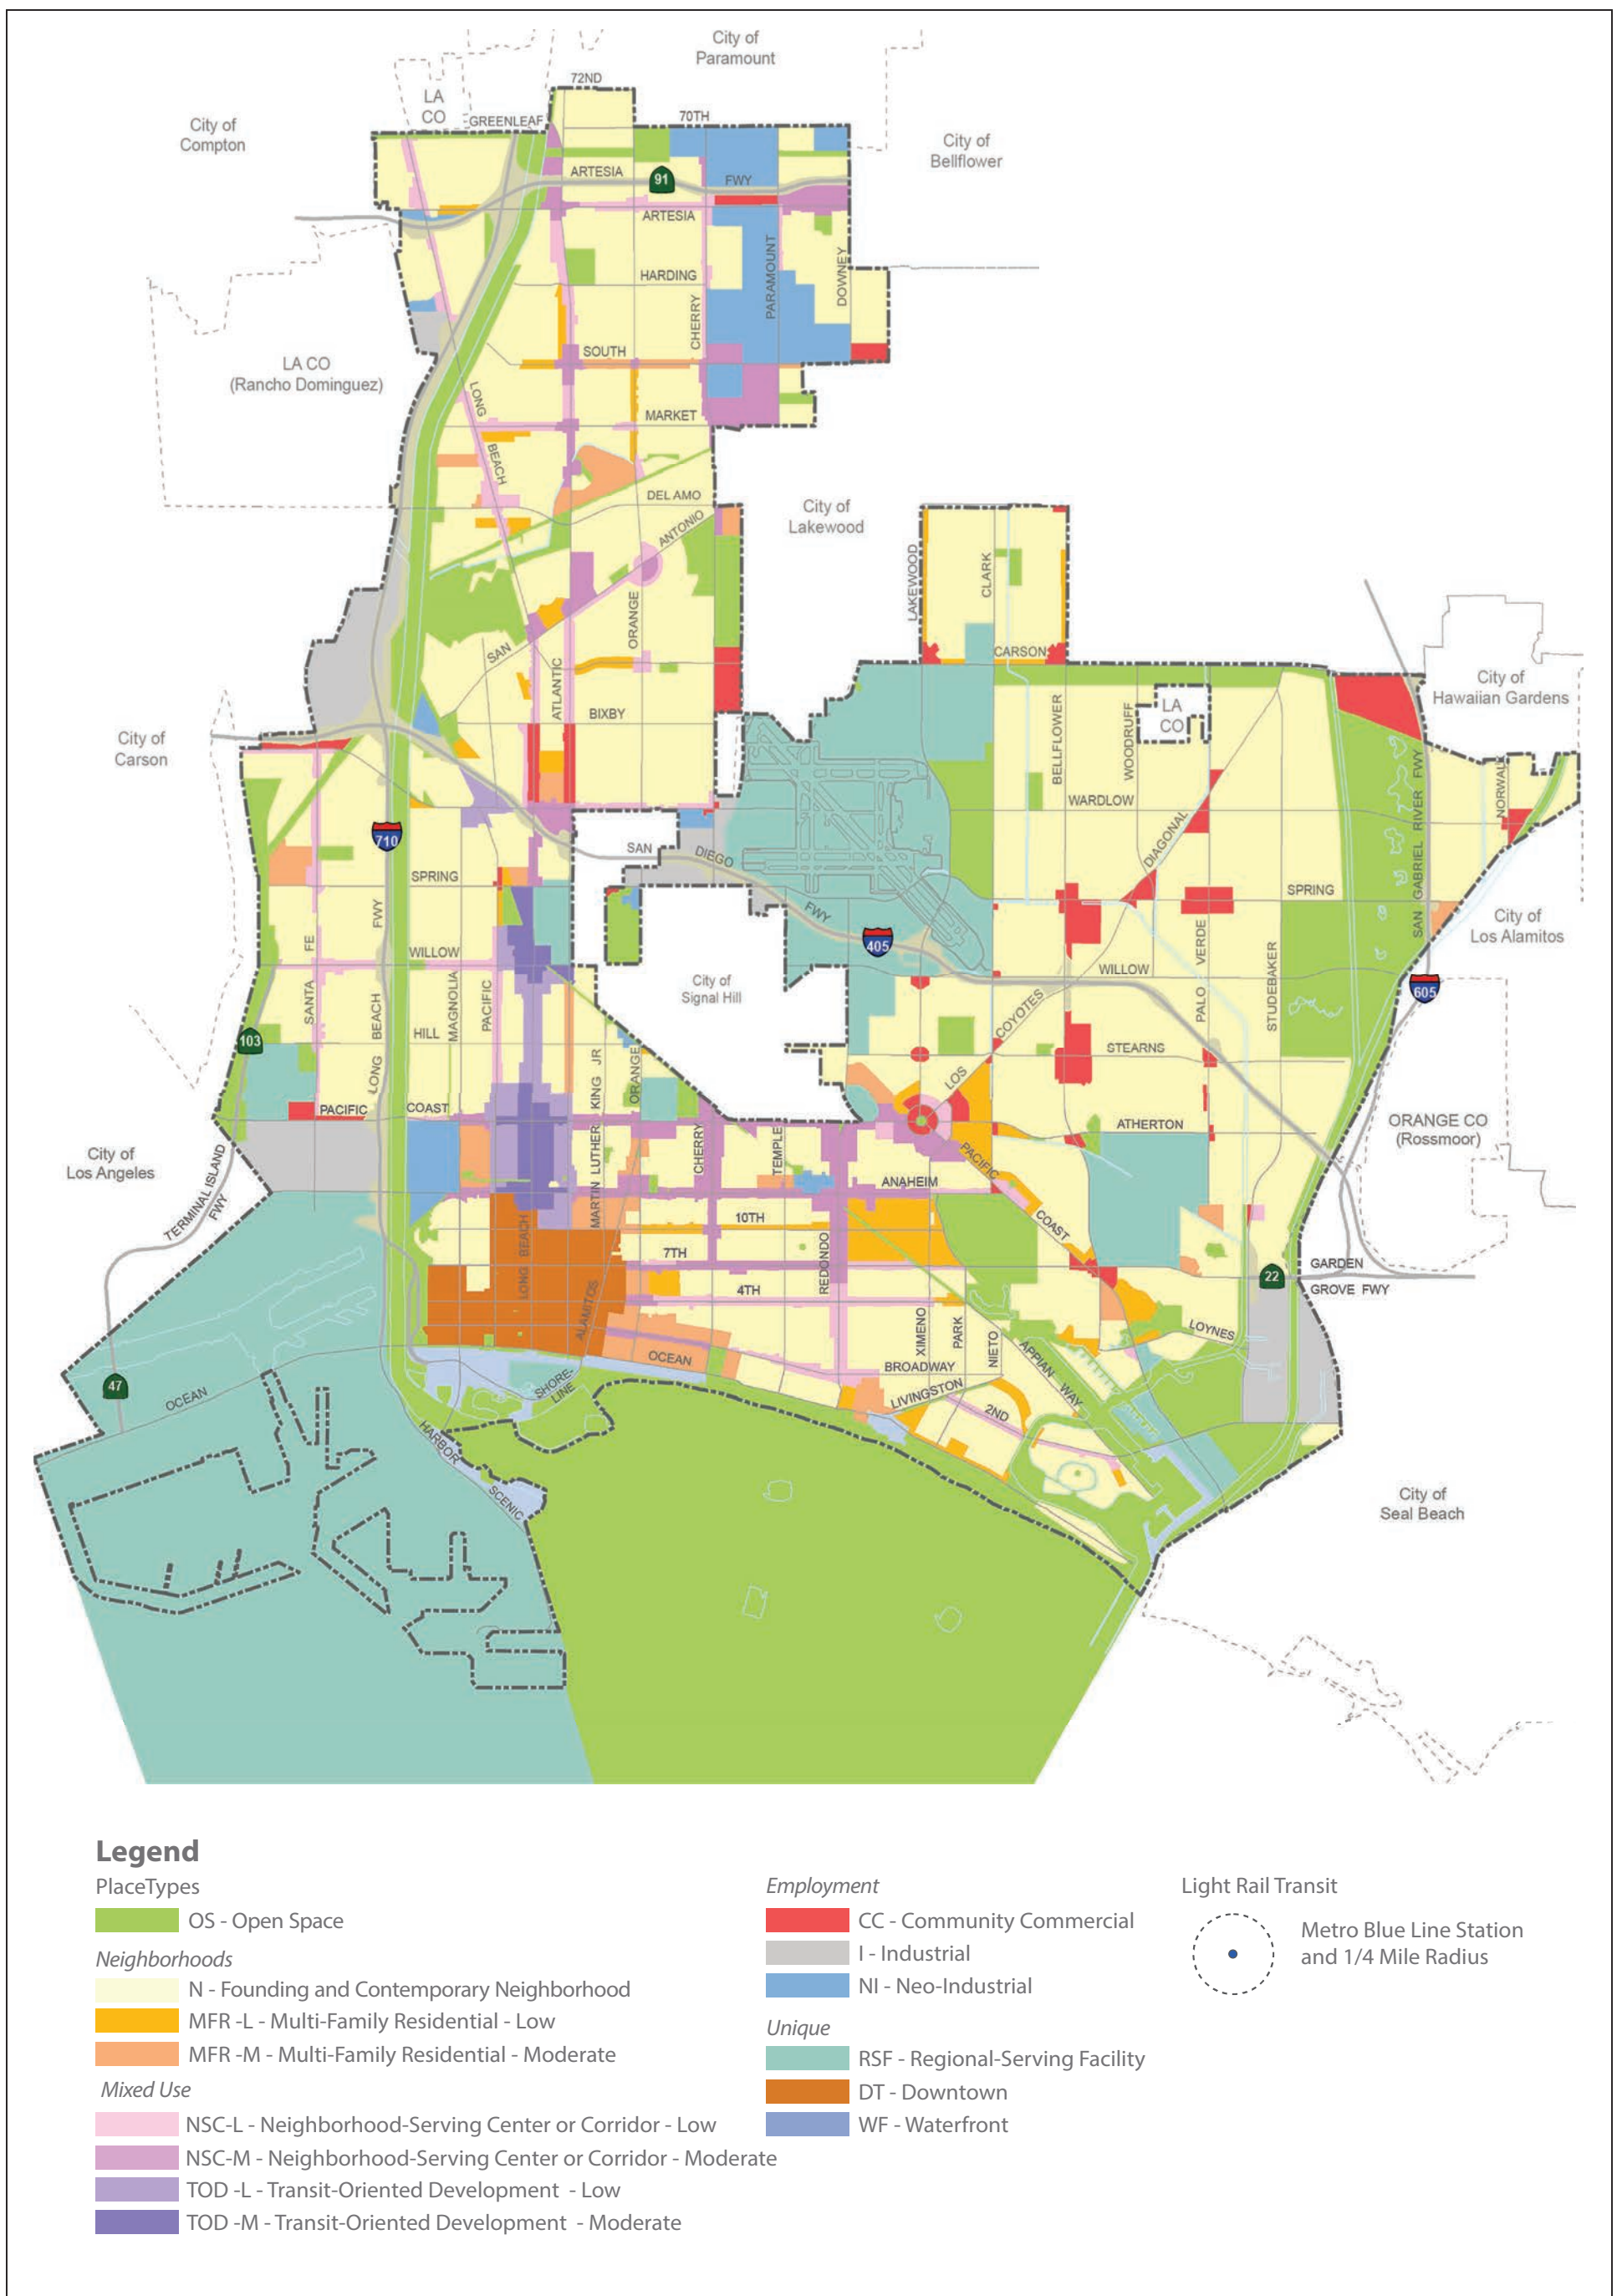 City of
Paramount
72ND
LA
CO
GREENLEAF
70TH
City of
Compton
City of
Bellflower
ARTESIA
91
FWY
ARTESIA
HARDING
PARAMOUNT
DOWNEY
CHERRY
SOUTH
LA CO
(Rancho Dominguez)
LONG
BEACH
MARKET
DEL AMO
ANTONIO
City of
Lakewood
LAKEWOOD
CLARK
ORANGE
SAN
CARSON
ATLANTIC
BIXBY
City of
Hawaiian Gardens
LA
CO
BELLFLOWER
WOODRUFF
City of
Carson
WARDLOW
SAN GABRIEL RIVER FWY
NORWALK
710
DIAGONAL
SAN
DIEGO
SPRING
SPRING
FWY
FWY
405
City of
Los Alamitos
SANTA FE
WILLOW
WILLOW
PALO VERDE
STUDEBAKER
City of
Signal Hill
605
LONG BEACH
MAGNOLIA
PACIFIC
HILL
COYOTES
103
STEARNS
MARTIN LUTHER KING JR
ORANGE
LOS
PACIFIC
COAST
ATHERTON
ORANGE CO
(Rossmoor)
City of
Los Angeles
CHERRY
TEMPLE
PACIFIC
ANAHEIM
TERMINAL ISLAND
FWY
COAST
10TH
LONG BEACH
7TH
REDONDO
GARDEN
22
GROVE FWY
4TH
ALAMITOS
XIMENO
PARK
NIETO
LOYNES
OCEAN
BROADWAY
APPIAN WAY
47
OCEAN
SHORE-
LINE
LIVINGSTON
2ND
HARBOR
SCENIC
City of
Seal Beach
Legend
PlaceTypes
OS - Open Space
Neighborhoods
N - Founding and Contemporary Neighborhood
MFR -L - Multi-Family Residential - Low
MFR -M - Multi-Family Residential - Moderate
Mixed Use
NSC-L - Neighborhood-Serving Center or Corridor - Low
NSC-M - Neighborhood-Serving Center or Corridor - Moderate
TOD -L - Transit-Oriented Development - Low
TOD -M - Transit-Oriented Development - Moderate
Employment
CC - Community Commercial
I - Industrial
NI - Neo-Industrial
Unique
RSF - Regional-Serving Facility
DT - Downtown
WF - Waterfront
Light Rail Transit
Metro Blue Line Station
and 1/4 Mile Radius